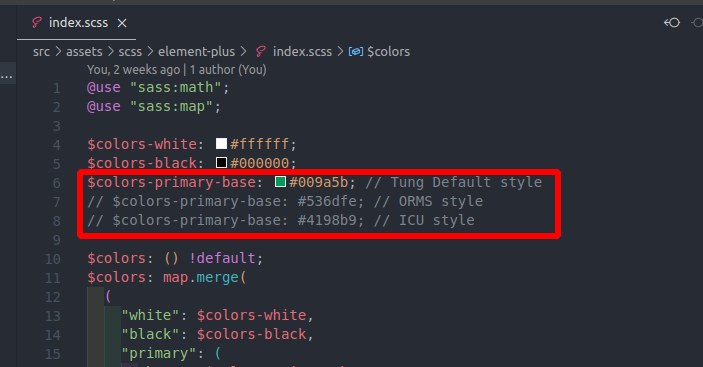 index.scss
src > assets > scss > element-plus > index.scss > $colors
...
You, 2 weeks ago | 1 author (You)
1 @use "sass:math";
2 @use "sass:map";
3
4 $colors-white: #ffffff;
5 $colors-black: #000000;
6 $colors-primary-base: #009a5b; // Tung Default style
7 // $colors-primary-base: #536dfe; // ORMS style
8 // $colors-primary-base: #4198b9; // ICU style
9
10 $colors: () !default;
11 $colors: map.merge(
12 (
13 "white": $colors-white,
14 "black": $colors-black,
15 "primary": (